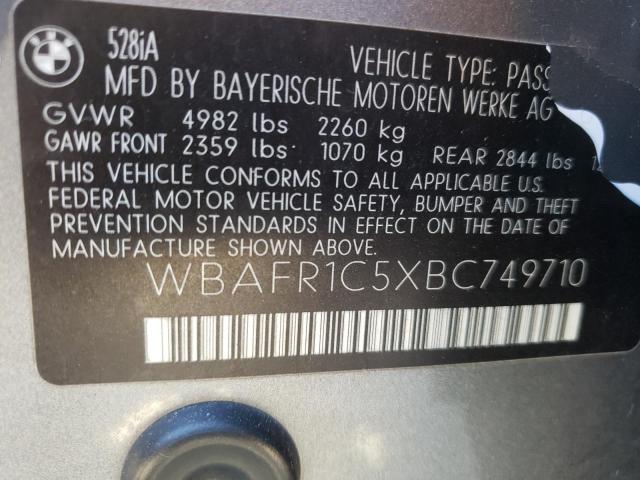 BMW
528iA
VEHICLE TYPE: PASS
MFD BY BAYERISCHE MOTOREN WERKE AG
GVWR 4982 lbs 2260 kg
GAWR FRONT 2359 lbs 1070 kg REAR 2844 lbs
THIS VEHICLE CONFORMS TO ALL APPLICABLE U.S.
FEDERAL MOTOR VEHICLE SAFETY, BUMPER AND THEFT
PREVENTION STANDARDS IN EFFECT ON THE DATE OF
MANUFACTURE SHOWN ABOVE.
WBAFR1C5XBC749710